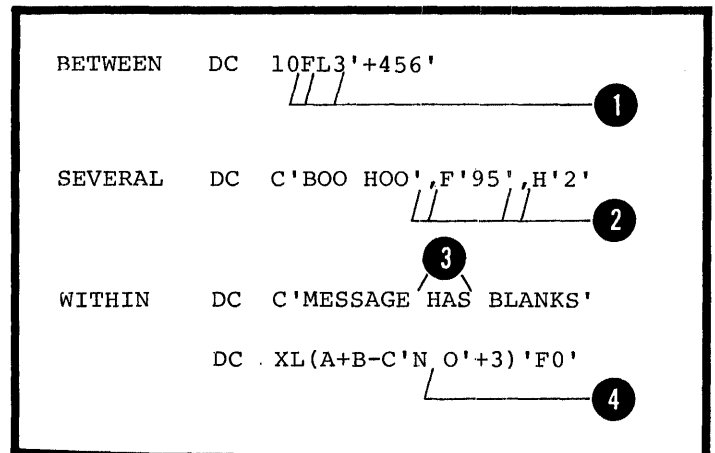 BETWEEN DC 10FL3'+456'
1
SEVERAL DC C'BOO HOO',F'95',H'2'
2
3
WITHIN DC C'MESSAGE HAS BLANKS'
DC XL(A+B-C'N O'+3)'F0'
4